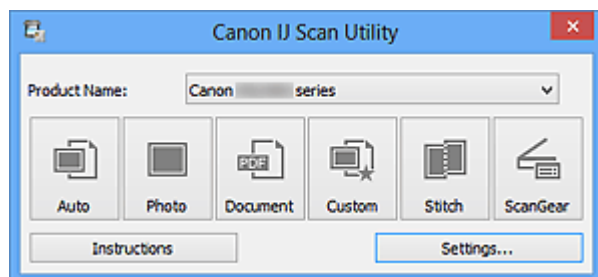 Canon IJ Scan Utility
Product Name: Canon series
PDF
Auto Photo Document Custom Stitch ScanGear
Instructions Settings...